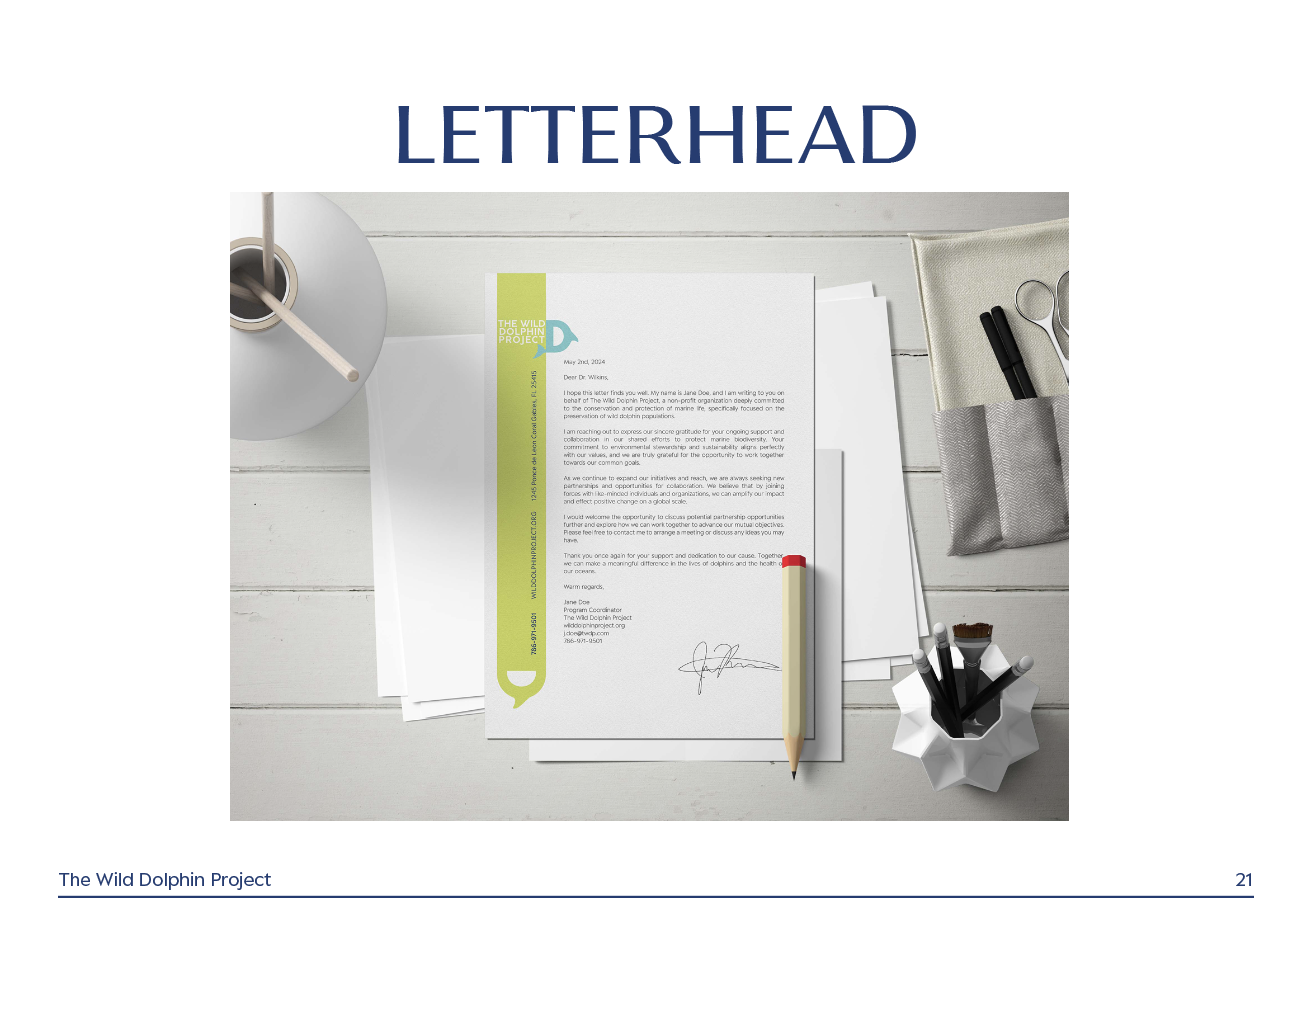 LETTERHEAD
THE WILD
DOLPHIN
PROJECT
May 2nd, 2024
Dear Dr. Wilkins,
I hope this letter finds you well. My name is Jane Doe, and I am writing to you on
behalf of The Wild Dolphin Project, a non-profit organization deeply committed
to the conservation and protection of marine life, specifically focused on the
preservation of wild dolphin populations.
I am reaching out to express our sincere gratitude for your ongoing support and
collaboration in our shared efforts to protect marine biodiversity. Your
commitment to environmental stewardship and sustainability aligns perfectly
with our values, and we are truly grateful for the opportunity to work together
towards our common goals.
As we continue to expand our initiatives and reach, we are always seeking new
partnerships and opportunities for collaboration. We believe that by joining
forces with like-minded individuals and organizations, we can amplify our impact
and effect positive change on a global scale.
I would welcome the opportunity to discuss potential partnership opportunities
further and explore how we can work together to advance our mutual objectives.
Please feel free to contact me to arrange a meeting or discuss any ideas you may
have.
Thank you once again for your support and dedication to our cause. Together,
we can make a meaningful difference in the lives of dolphins and the health o
our oceans.
Warm regards,
Jane Doe
Program Coordinator
The Wild Dolphin Project
wilddolphinproject.org
j.doe@twdp.com
786-971-9501
786-971-9501 WILDDOLPHINPROJECT.ORG 1245 Ponce de Leon Coral Gables, FL 25415
The Wild Dolphin Project
21